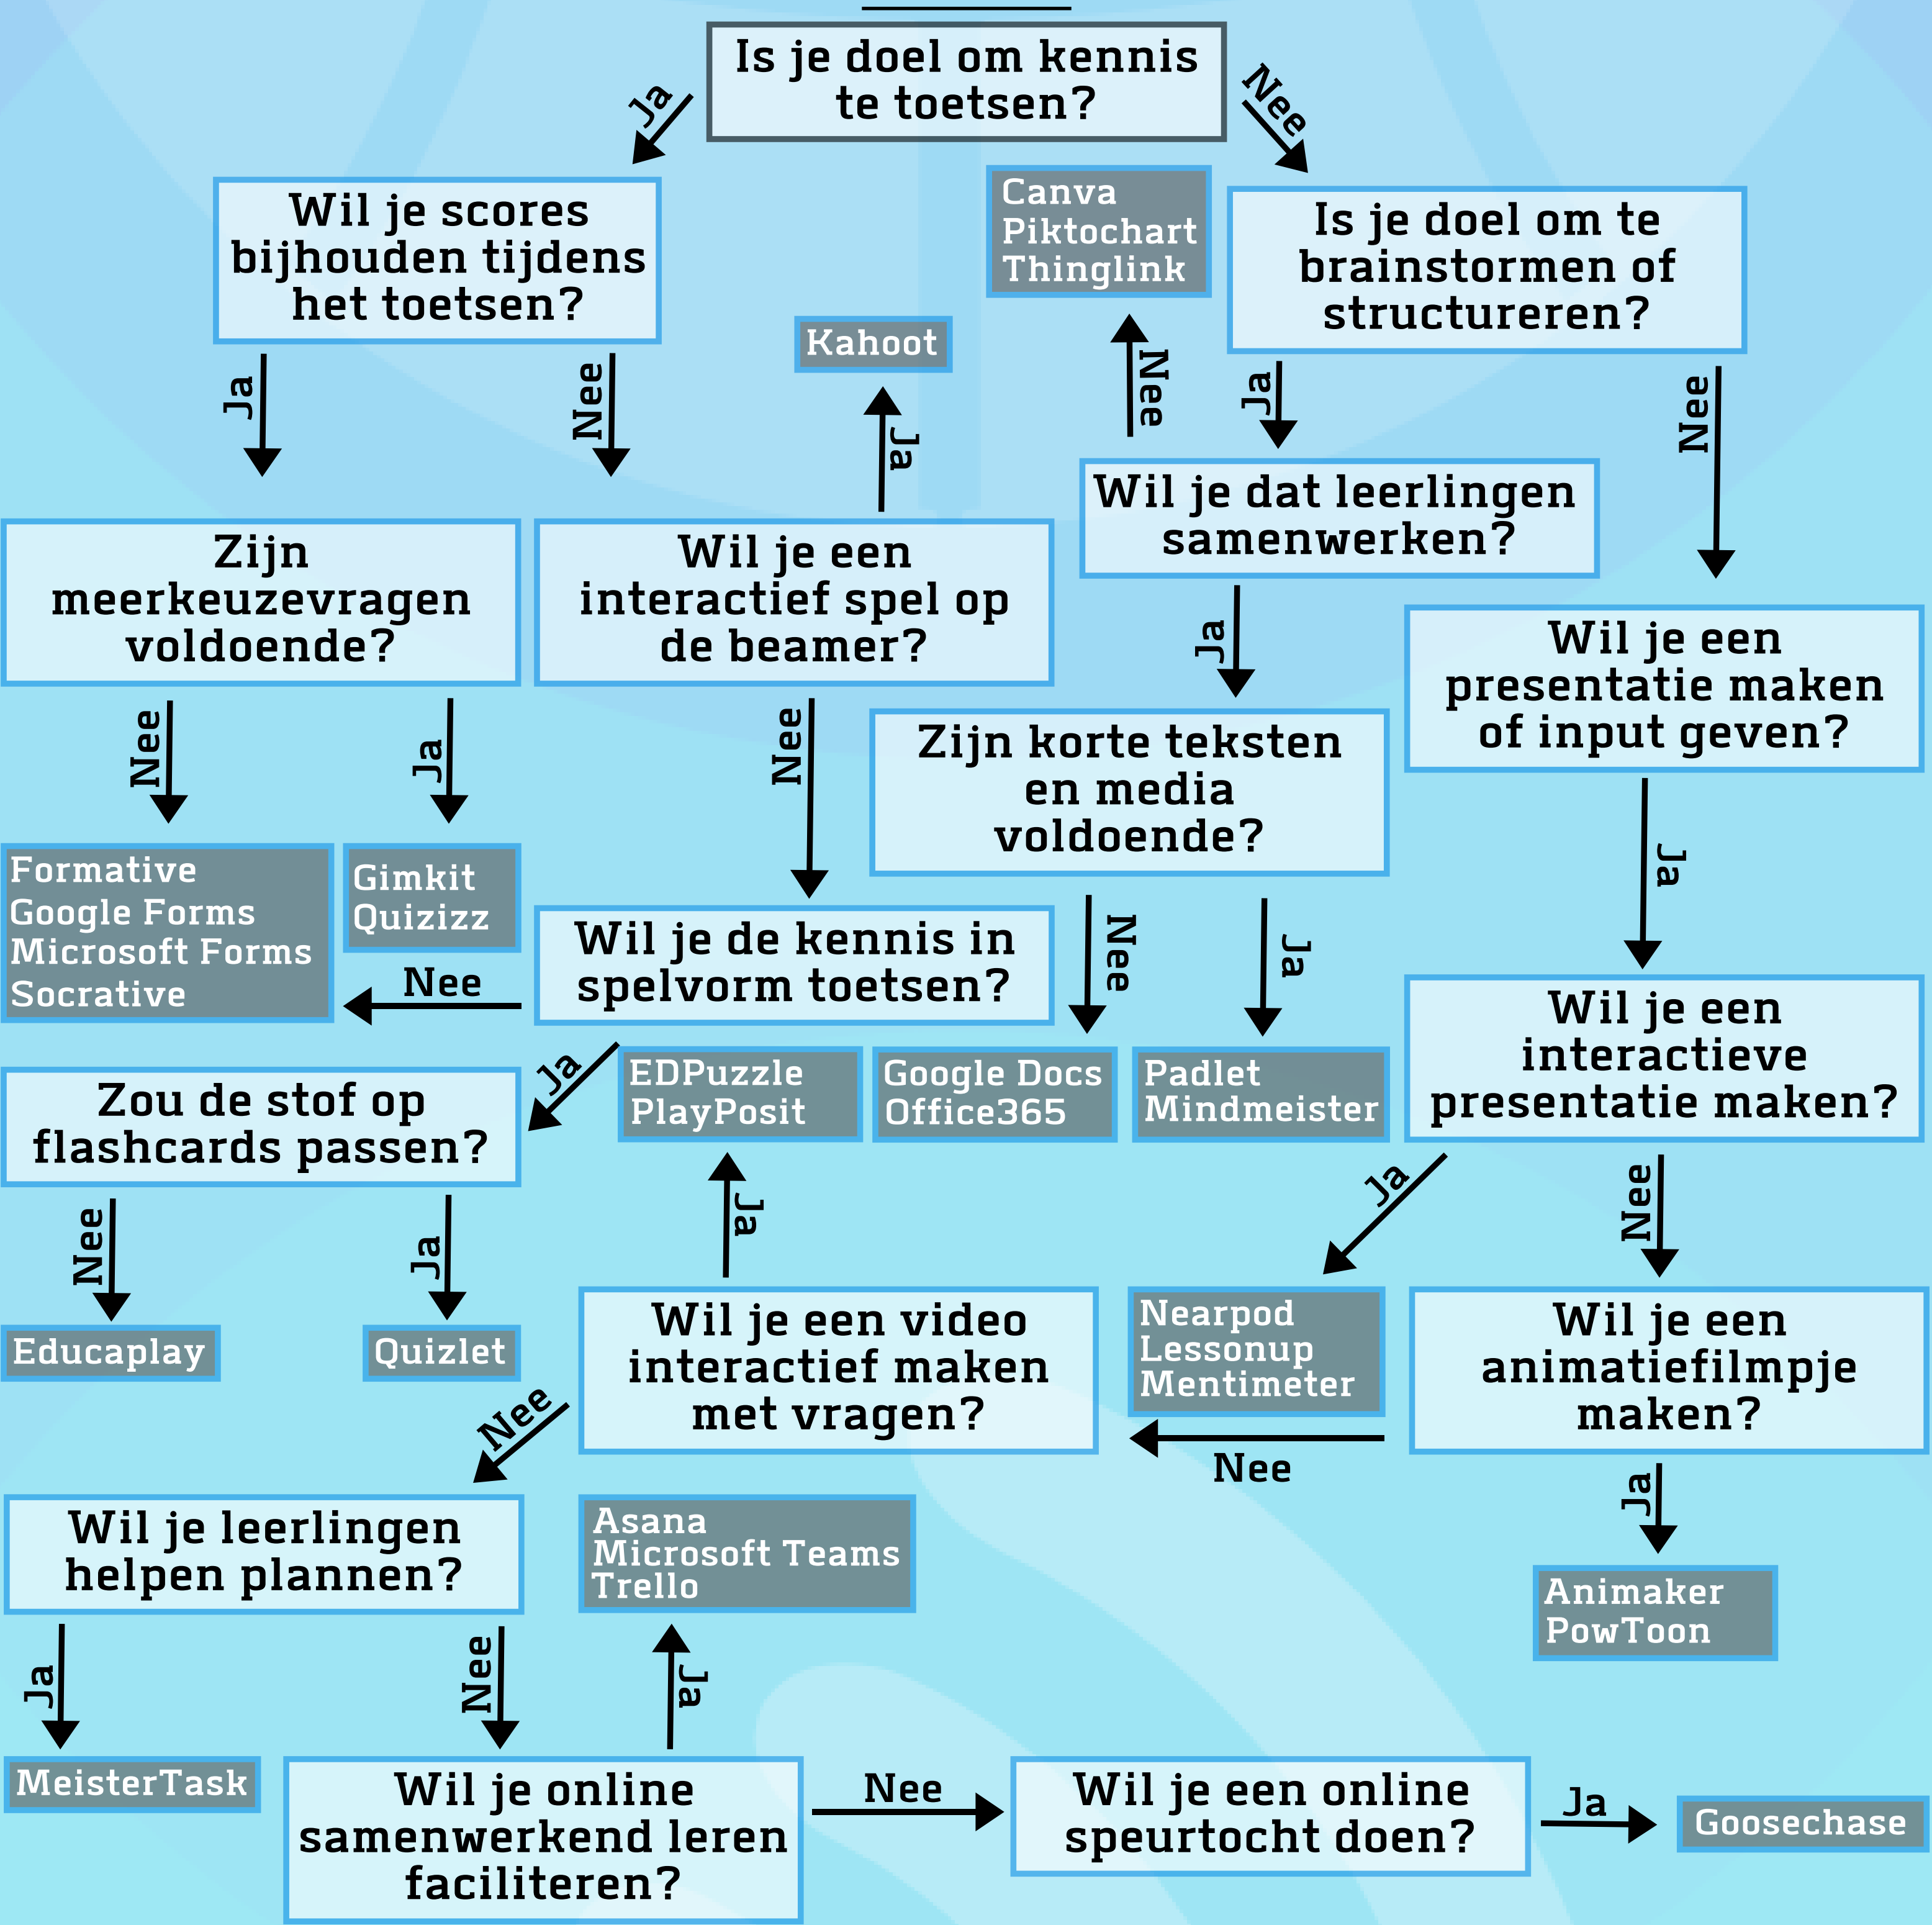 Is je doel om kennis
te toetsen?
Ja
Nee
Wil je scores
bijhouden tijdens
het toetsen?
Canva
Piktochart
Thinglink
Is je doel om te
brainstormen of
structureren?
Kahoot
Ja
Nee
Ja
Nee
Ja
Nee
Wil je dat leerlingen
samenwerken?
Zijn
meerkeuzevragen
voldoende?
Wil je een
interactief spel op
de beamer?
Ja
Wil je een
presentatie maken
of input geven?
Nee
Ja
Nee
Zijn korte teksten
en media
voldoende?
Ja
Formative
Google Forms
Microsoft Forms
Socrative
Gimkit
Quizizz
Nee
Wil je de kennis in
spelvorm toetsen?
Nee
Ja
Wil je een
interactieve
presentatie maken?
Zou de stof op
flashcards passen?
Ja
EDPuzzle
PlayPosit
Google Docs
Office365
Padlet
Mindmeister
Nee
Ja
Ja
Ja
Nee
Educaplay
Quizlet
Wil je een video
interactief maken
met vragen?
Nearpod
Lessonup
Mentimeter
Wil je een
animatiefilmpje
maken?
Nee
Nee
Ja
Wil je leerlingen
helpen plannen?
Asana
Microsoft Teams
Trello
Animaker
PowToon
Ja
Nee
Ja
MeisterTask
Wil je online
samenwerkend leren
faciliteren?
Nee
Wil je een online
speurtocht doen?
Ja
Goosechase